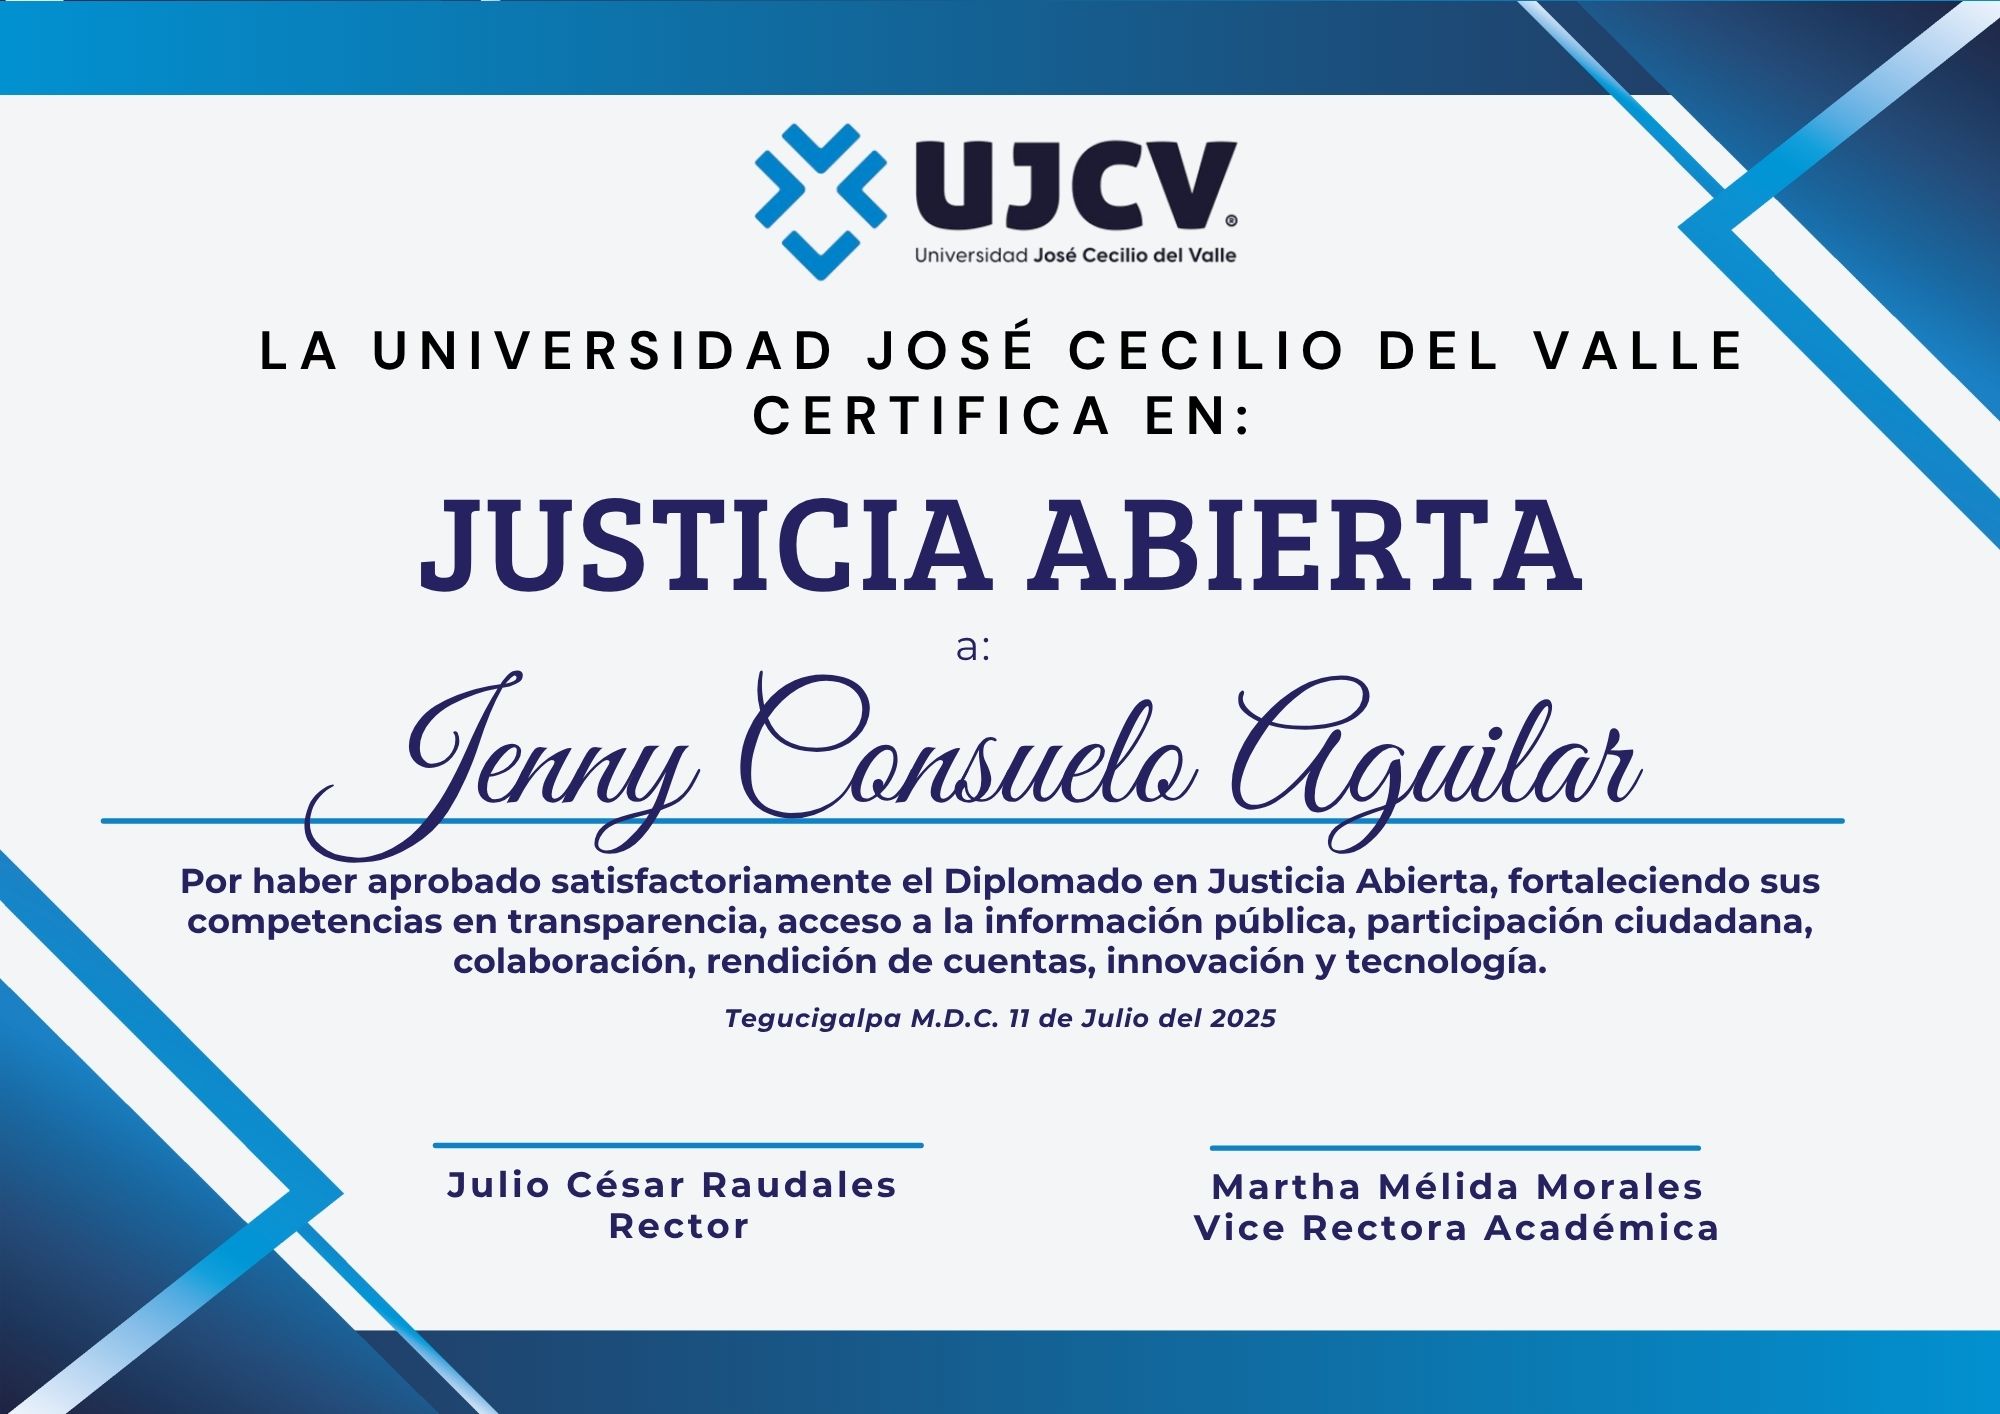 UJCV®
Universidad José Cecilio del Valle
LA UNIVERSIDAD JOSÉ CECILIO DEL VALLE
CERTIFICA EN:
JUSTICIA ABIERTA
a:
Jenny Consuelo Aguilar
Por haber aprobado satisfactoriamente el Diplomado en Justicia Abierta, fortaleciendo sus
competencias en transparencia, acceso a la información pública, participación ciudadana,
colaboración, rendición de cuentas, innovación y tecnología.
Tegucigalpa M.D.C. 11 de Julio del 2025
Julio César Raudales
Rector
Martha Mélida Morales
Vice Rectora Académica